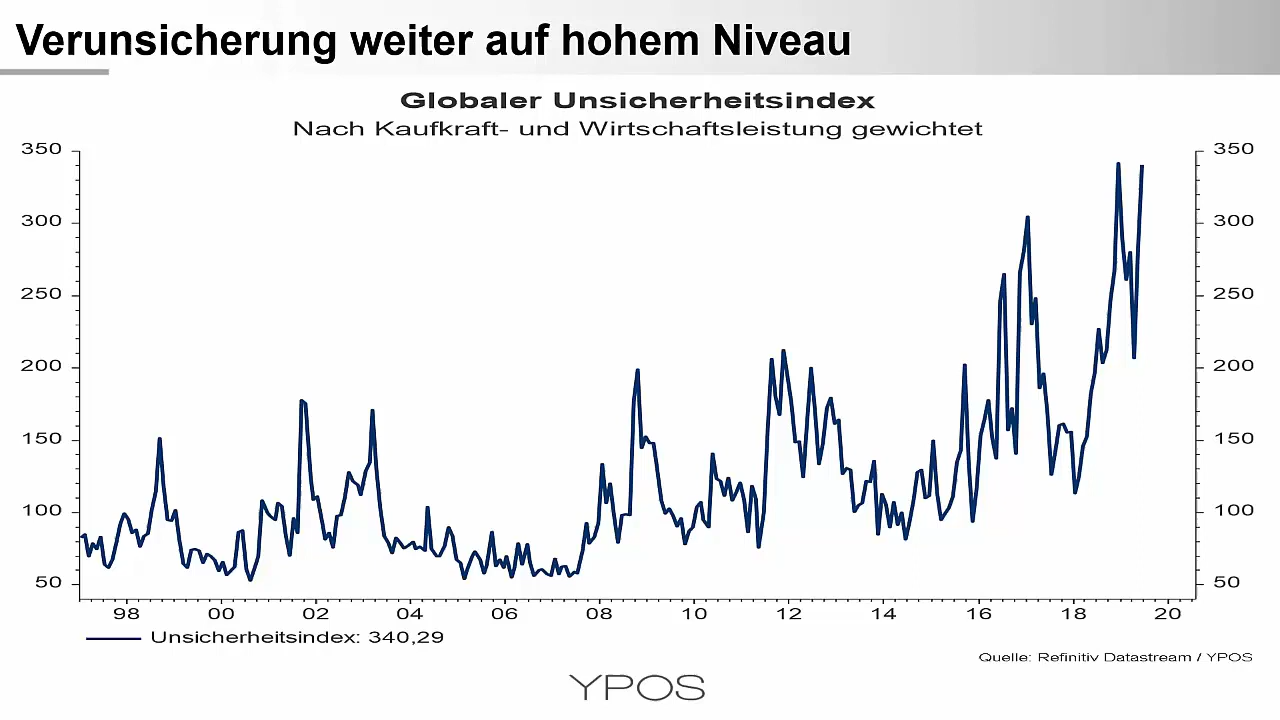 Verunsicherung weiter auf hohem Niveau
Globaler Unsicherheitsindex
Nach Kaufkraft- und Wirtschaftsleistung gewichtet
350 350
300 300
250 250
200 200
150 150
100 100
50 50
98 00 02 04 06 08 10 12 14 16 18 20
Unsicherheitsindex: 340,29
Quelle: Refinitiv Datastream / YPOS
YPOS